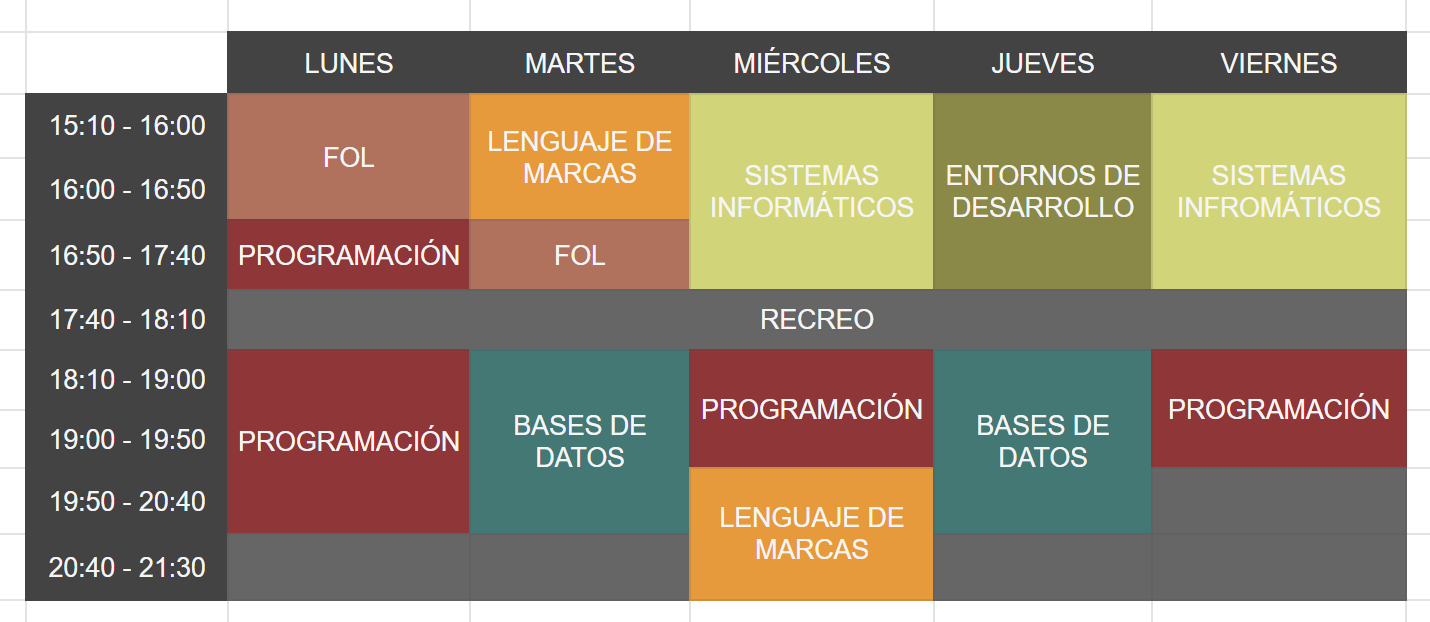 LUNES MARTES MIÉRCOLES JUEVES VIERNES
15:10 - 16:00
FOL
LENGUAJE DE
MARCAS
SISTEMAS
INFORMÁTICOS
ENTORNOS DE
DESARROLLO
SISTEMAS
INFROMÁTICOS
16:00 - 16:50
16:50 - 17:40
PROGRAMACIÓN
FOL
17:40 - 18:10
RECREO
18:10 - 19:00
PROGRAMACIÓN
BASES DE
DATOS
PROGRAMACIÓN
BASES DE
DATOS
PROGRAMACIÓN
19:00 - 19:50
19:50 - 20:40
LENGUAJE DE
MARCAS
20:40 - 21:30